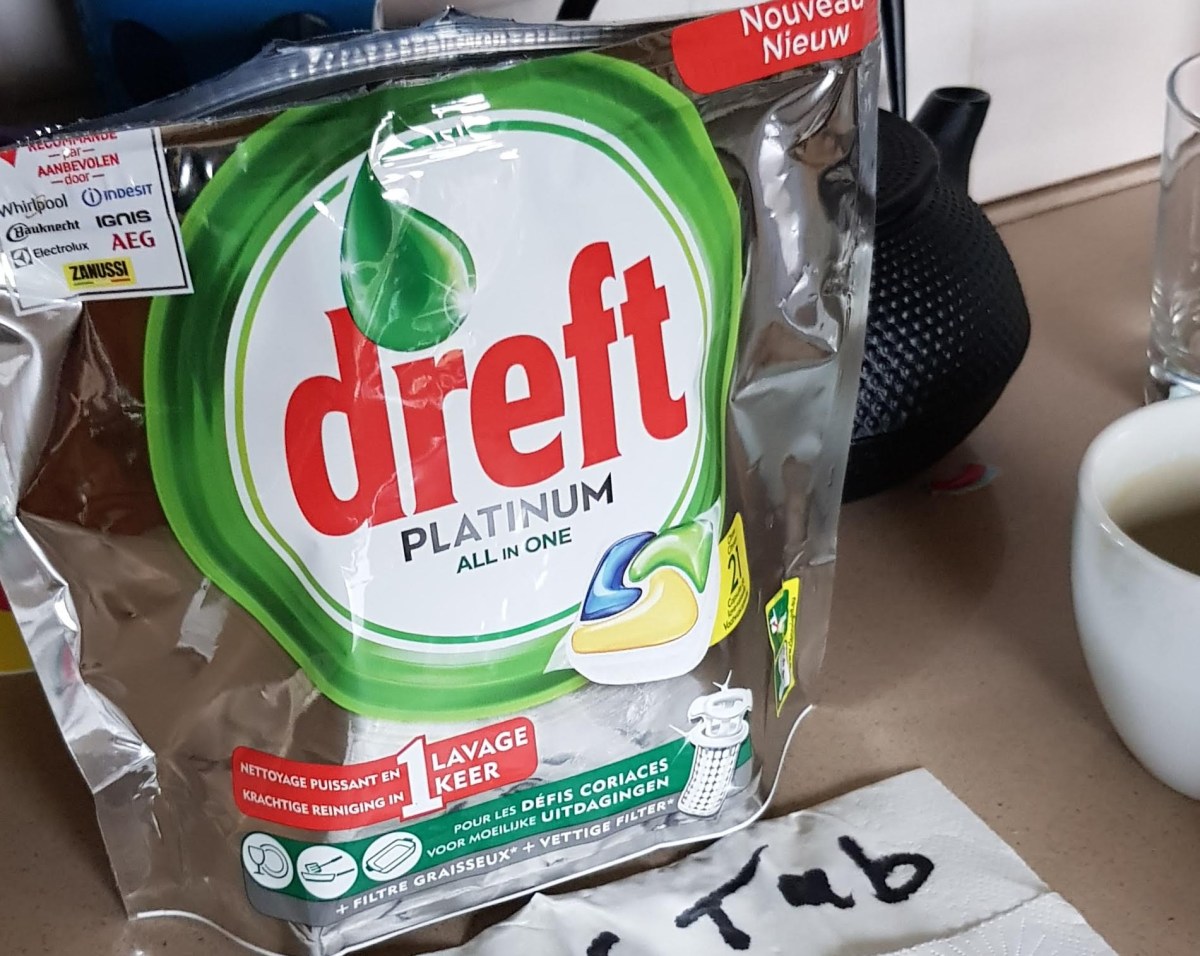 Nouveau
Nieuw
RECOMMANDÉ
par
AANBEVOLEN
door
Whirlpool
INDESIT
Bauknecht
IGNIS
Electrolux
AEG
ZANUSSI
dreft
PLATINUM
ALL IN ONE
NETTOYAGE PUISSANT EN
KRACHTIGE REINIGING IN
1
LAVAGE
KEER
POUR LES DÉFIS CORIACES
VOOR MOEILIJKE UITDAGINGEN
+ FILTRE GRAISSEUX* + VETTIGE FILTER*
Tab